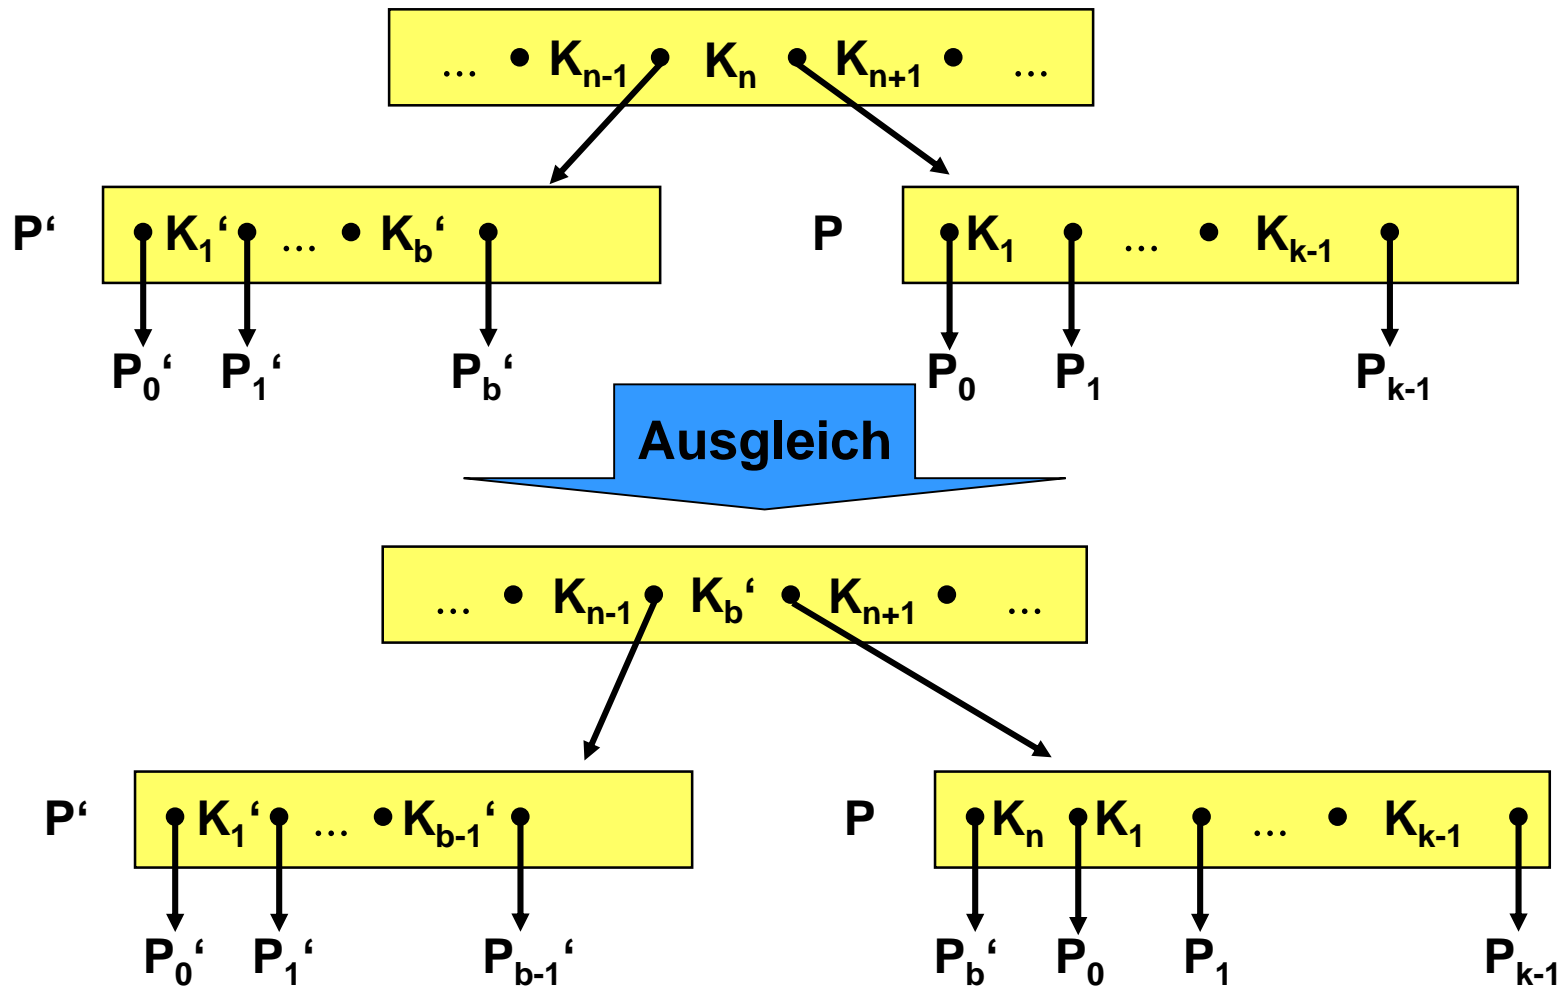 ... • K_{n-1} • K_n • K_{n+1} • ...
P‘ • K_1‘ • ... • K_b‘ • P • K_1 • ... • K_{k-1} •
P_0‘ P_1‘ P_b‘ P_0 P_1 P_{k-1}
Ausgleich
... • K_{n-1} • K_b‘ • K_{n+1} • ...
P‘ • K_1‘ • ... • K_{b-1}‘ • P • K_n • K_1 • ... • K_{k-1} •
P_0‘ P_1‘ P_{b-1}‘ P_b‘ P_0 P_1 P_{k-1}